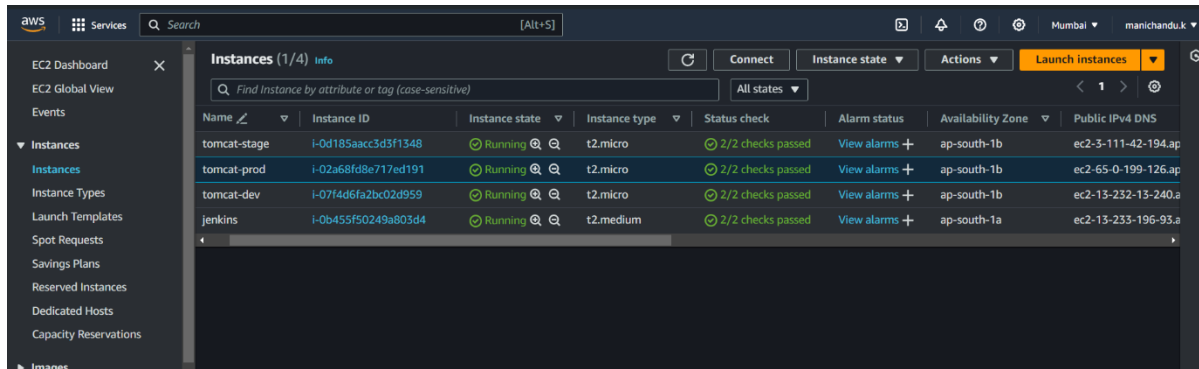 aws Services Search [Alt+S] Mumbai manichandu.k
EC2 Dashboard
EC2 Global View
Events
Instances
Instances
Instance Types
Launch Templates
Spot Requests
Savings Plans
Reserved Instances
Dedicated Hosts
Capacity Reservations
Images
Instances (1/4) Info Connect Instance state Actions Launch instances
Find Instance by attribute or tag (case-sensitive) All states 1
Name Instance ID Instance state Instance type Status check Alarm status Availability Zone Public IPv4 DNS
tomcat-stage i-0d185aacc3d3f1348 Running t2.micro 2/2 checks passed View alarms + ap-south-1b ec2-3-111-42-194.ap
tomcat-prod i-02a68fd8e717ed191 Running t2.micro 2/2 checks passed View alarms + ap-south-1b ec2-65-0-199-126.ap
tomcat-dev i-07f4d6fa2bc02d959 Running t2.micro 2/2 checks passed View alarms + ap-south-1b ec2-13-232-13-240.a
jenkins i-0b455f50249a803d4 Running t2.medium 2/2 checks passed View alarms + ap-south-1a ec2-13-233-196-93.a